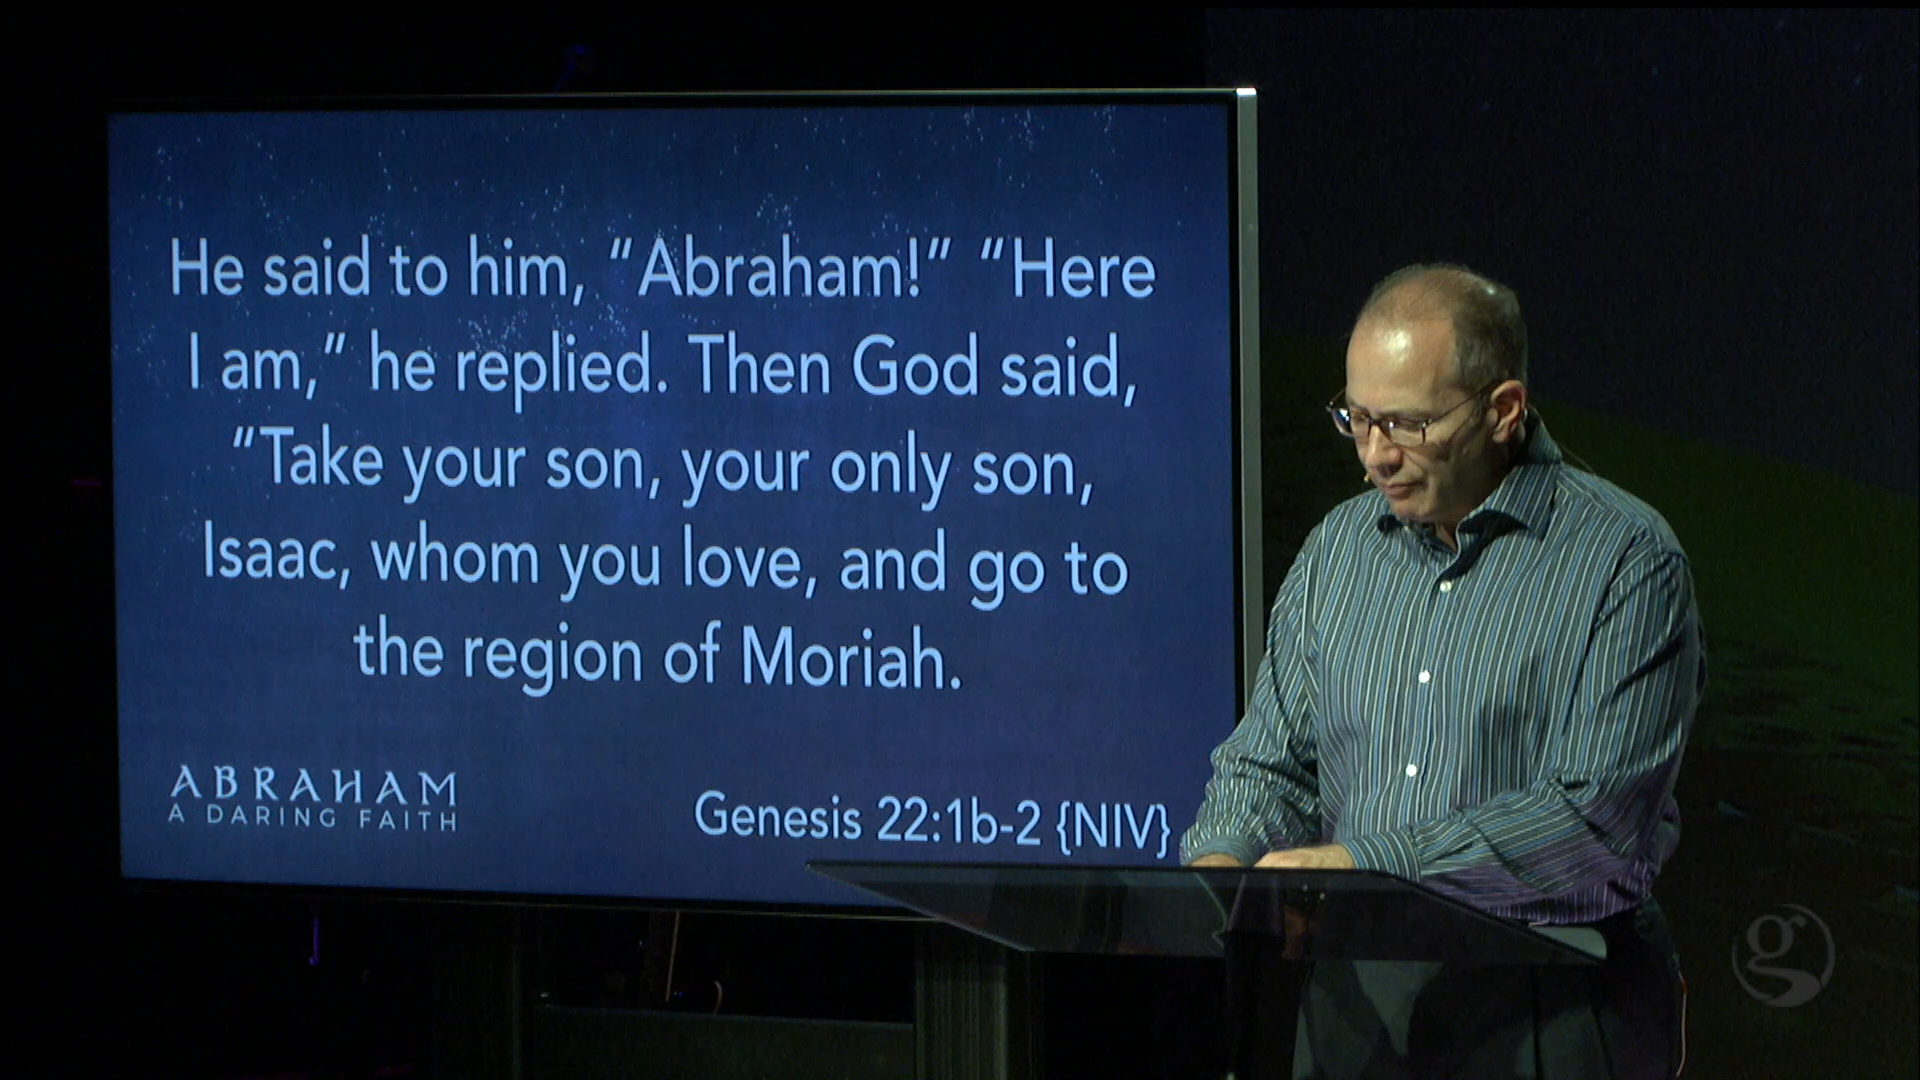 He said to him, “Abraham!” “Here
I am,” he replied. Then God said,
“Take your son, your only son,
Isaac, whom you love, and go to
the region of Moriah.
ABRAHAM
A DARING FAITH
Genesis 22:1b-2 {NIV}
g